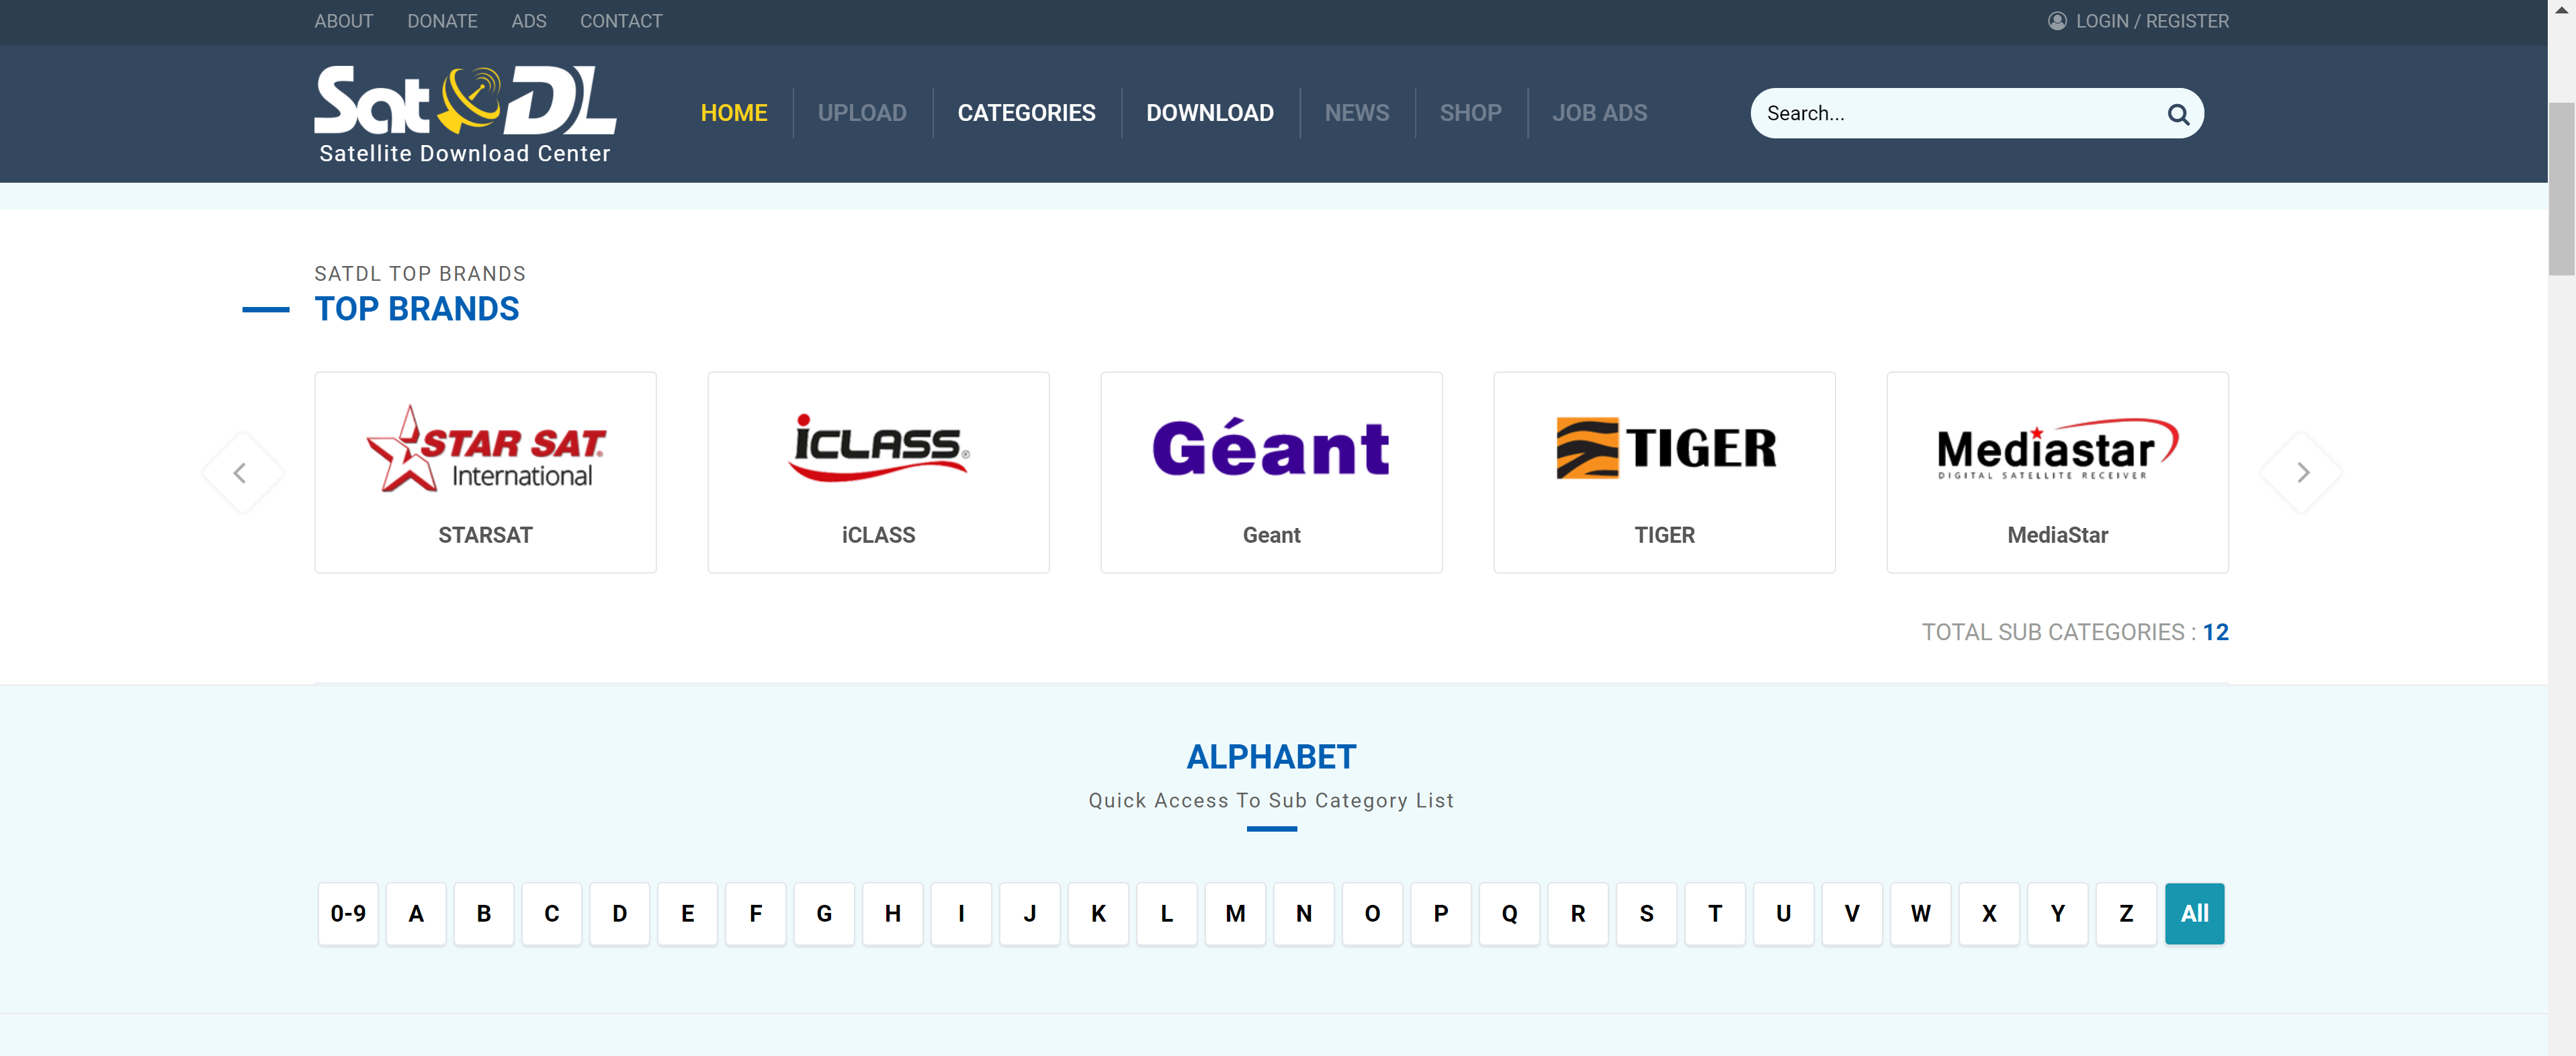 ABOUT DONATE ADS CONTACT LOGIN / REGISTER
Sat DL
Satellite Download Center
HOME UPLOAD CATEGORIES DOWNLOAD NEWS SHOP JOB ADS Search...
SATDL TOP BRANDS
TOP BRANDS
STAR SAT®
International
STARSAT
iCLASS®
iCLASS
Géant
Geant
TIGER
TIGER
Mediastar
DIGITAL SATELLITE RECEIVER
MediaStar
TOTAL SUB CATEGORIES : 12
ALPHABET
Quick Access To Sub Category List
0-9 A B C D E F G H I J K L M N O P Q R S T U V W X Y Z All